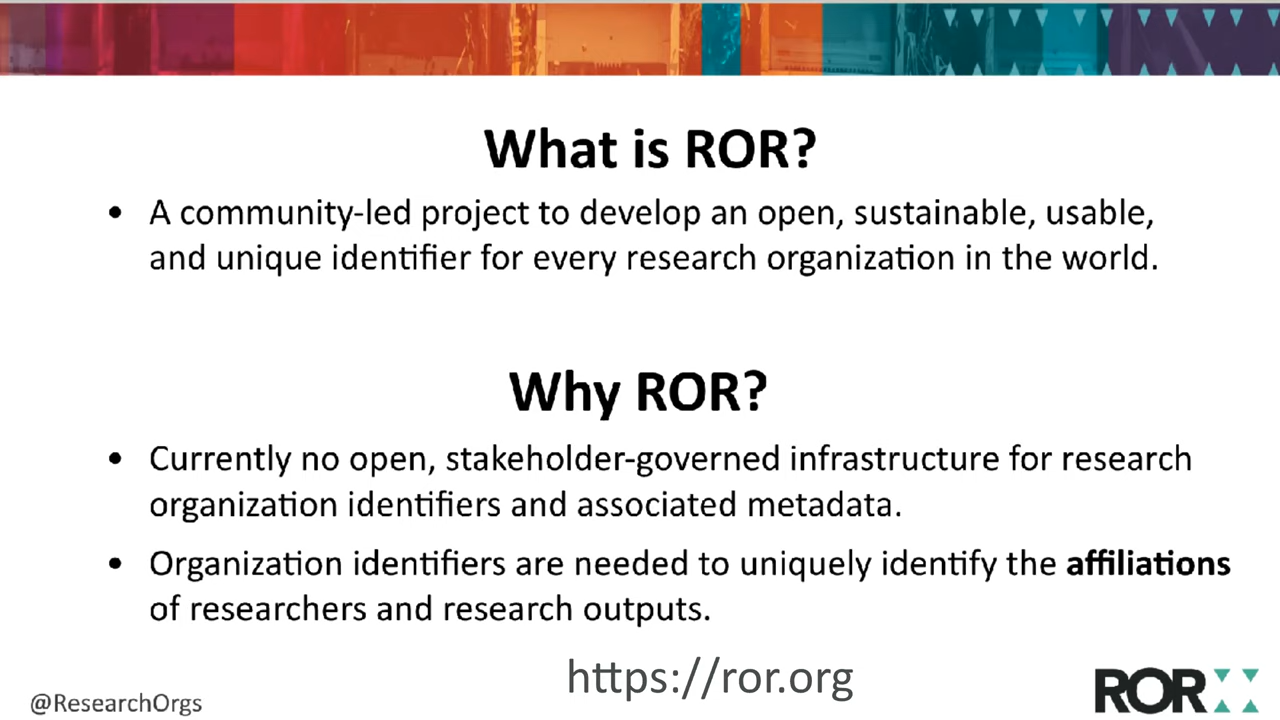 What is ROR?
• A community-led project to develop an open, sustainable, usable,
and unique identifier for every research organization in the world.
Why ROR?
• Currently no open, stakeholder-governed infrastructure for research
organization identifiers and associated metadata.
• Organization identifiers are needed to uniquely identify the affiliations
of researchers and research outputs.
https://ror.org
@ResearchOrgs
ROR